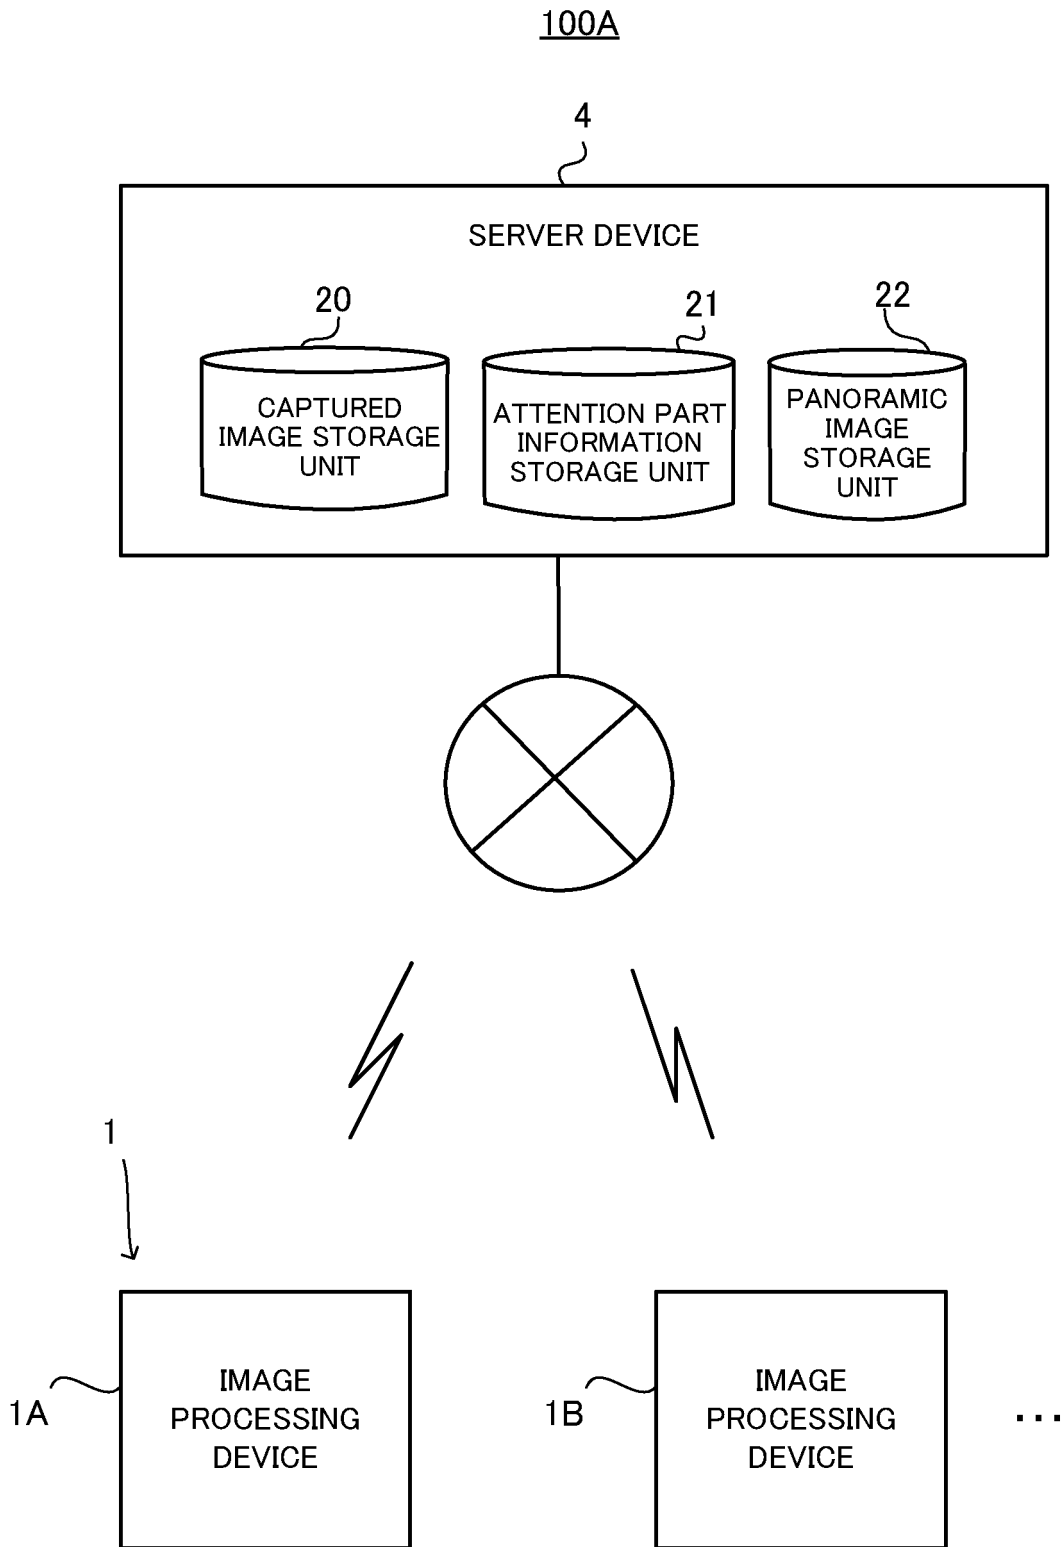 100A
4
SERVER DEVICE
20
21
22
CAPTURED
IMAGE STORAGE
UNIT
ATTENTION PART
INFORMATION
STORAGE UNIT
PANORAMIC
IMAGE
STORAGE
UNIT
1
1A
IMAGE
PROCESSING
DEVICE
1B
IMAGE
PROCESSING
DEVICE
...